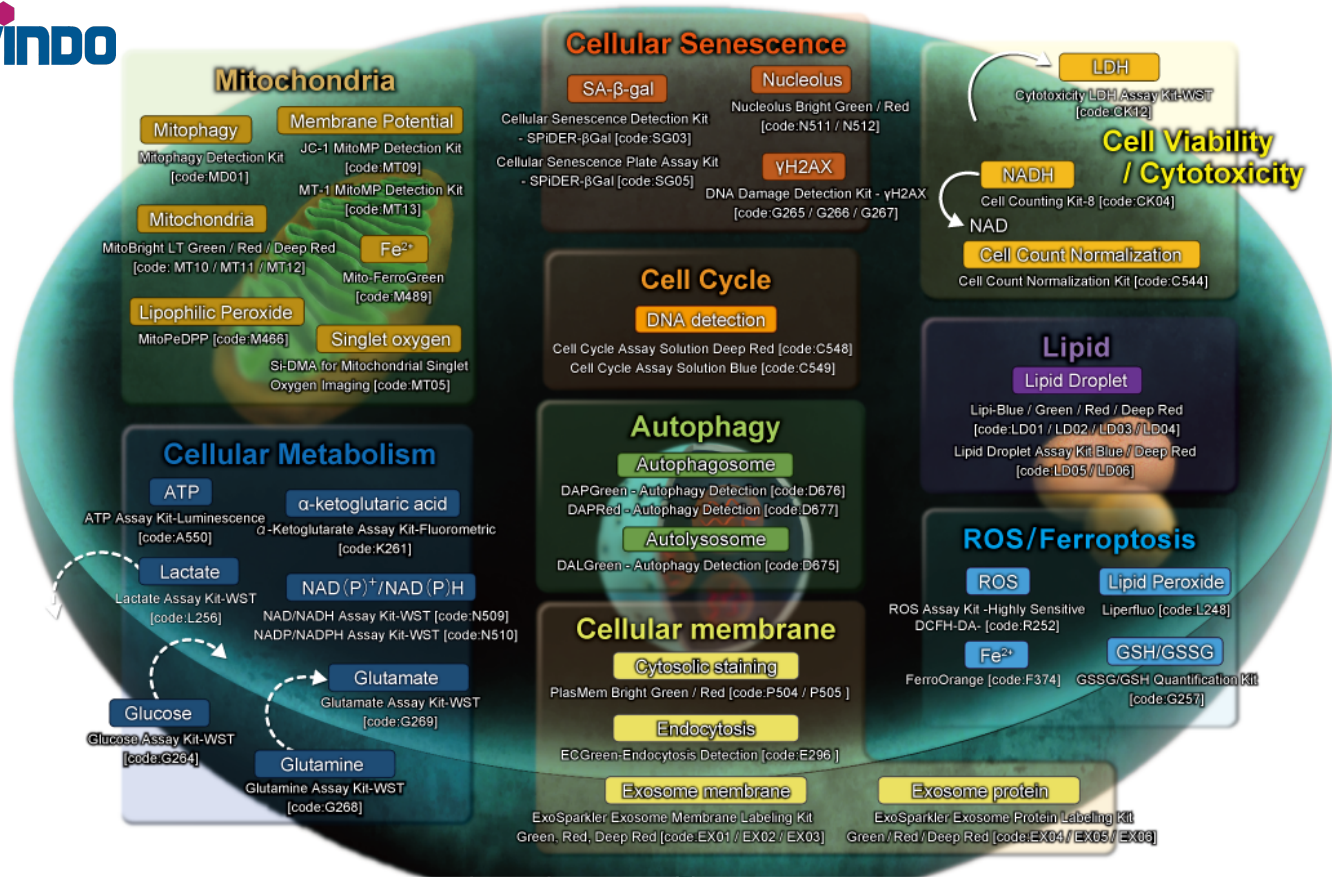 INDO
Mitochondria
Mitophagy
Mitophagy Detection Kit
[code:MD01]
Membrane Potential
JC-1 MitoMP Detection Kit
[code:MT09]
MT-1 MitoMP Detection Kit
[code:MT13]
Mitochondria
MitoBright LT Green / Red / Deep Red
[code: MT10 / MT11 / MT12]
Fe²⁺
Mito-FerroGreen
[code:M489]
Lipophilic Peroxide
MitoPeDPP [code:M466]
Singlet oxygen
Si-DMA for Mitochondrial Singlet
Oxygen Imaging [code:MT05]
Cellular Metabolism
ATP
ATP Assay Kit-Luminescence
[code:A550]
α-ketoglutaric acid
α-Ketoglutarate Assay Kit-Fluorometric
[code:K261]
Lactate
Lactate Assay Kit-WST
[code:L256]
NAD(P)⁺/NAD(P)H
NAD/NADH Assay Kit-WST [code:N509]
NADP/NADPH Assay Kit-WST [code:N510]
Glutamate
Glutamate Assay Kit-WST
[code:G269]
Glucose
Glucose Assay Kit-WST
[code:G264]
Glutamine
Glutamine Assay Kit-WST
[code:G268]
Cellular Senescence
SA-β-gal
Cellular Senescence Detection Kit
- SPiDER-βGal [code:SG03]
Cellular Senescence Plate Assay Kit
- SPiDER-βGal [code:SG05]
Nucleolus
Nucleolus Bright Green / Red
[code:N511 / N512]
γH2AX
DNA Damage Detection Kit - γH2AX
[code:G265 / G266 / G267]
Cell Cycle
DNA detection
Cell Cycle Assay Solution Deep Red [code:C548]
Cell Cycle Assay Solution Blue [code:C549]
Autophagy
Autophagosome
DAPGreen - Autophagy Detection [code:D676]
DAPRed - Autophagy Detection [code:D677]
Autolysosome
DALGreen - Autophagy Detection [code:D675]
Cellular membrane
Cytosolic staining
PlasMem Bright Green / Red [code:P504 / P505 ]
Endocytosis
ECGreen-Endocytosis Detection [code:E296 ]
Exosome membrane
ExoSparkler Exosome Membrane Labeling Kit
Green, Red, Deep Red [code:EX01 / EX02 / EX03]
Exosome protein
ExoSparkler Exosome Protein Labeling Kit
Green / Red / Deep Red [code:EX04 / EX05 / EX06]
LDH
Cytotoxicity LDH Assay Kit-WST
[code:CK12]
Cell Viability
/ Cytotoxicity
NADH
Cell Counting Kit-8 [code:CK04]
NAD
Cell Count Normalization
Cell Count Normalization Kit [code:C544]
Lipid
Lipid Droplet
Lipi-Blue / Green / Red / Deep Red
[code:LD01 / LD02 / LD03 / LD04]
Lipid Droplet Assay Kit Blue / Deep Red
[code:LD05 / LD06]
ROS/Ferroptosis
ROS
ROS Assay Kit -Highly Sensitive
DCFH-DA- [code:R252]
Lipid Peroxide
Liperfluo [code:L248]
Fe²⁺
FerroOrange [code:F374]
GSH/GSSG
GSSG/GSH Quantification Kit
[code:G257]